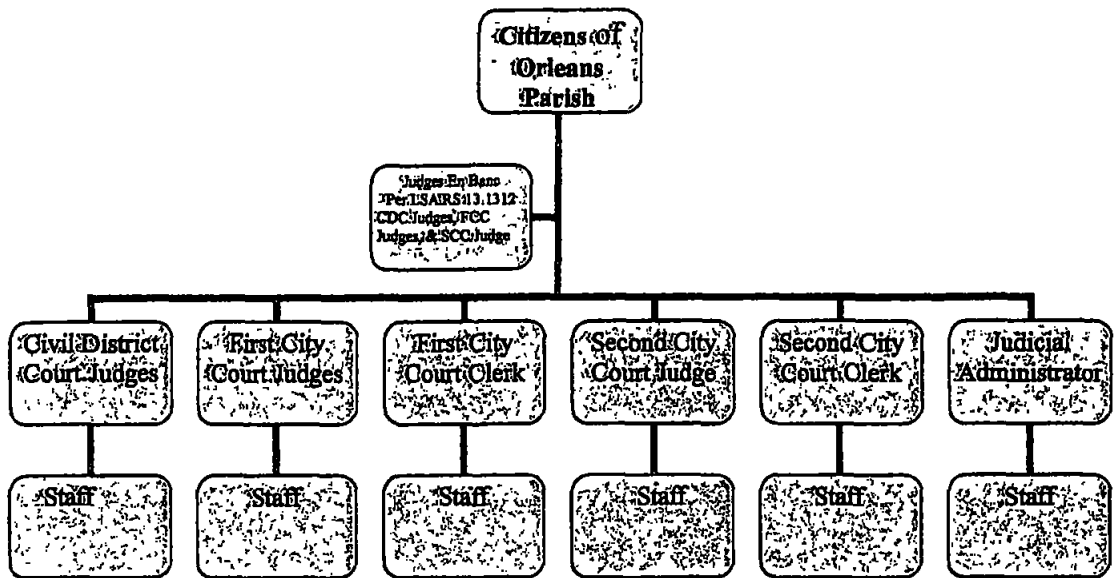 Citizens of
Orleans
Parish
Judges En Banc
Per LSA RS 13.1312
CDC Judges, FCC
Judges, & SCC Judge
Civil District
Court Judges
First City
Court Judges
First City
Court Clerk
Second City
Court Judge
Second City
Court Clerk
Judicial
Administrator
Staff
Staff
Staff
Staff
Staff
Staff